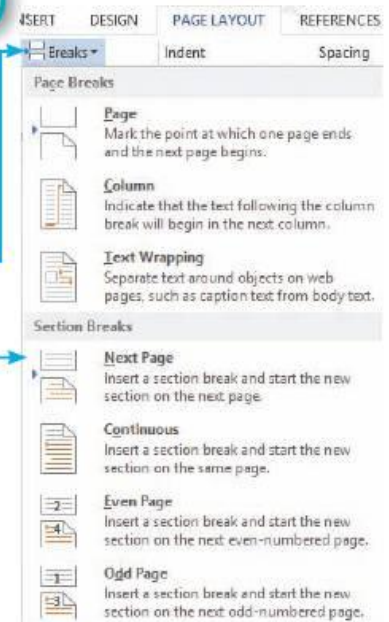 NSERT DESIGN PAGE LAYOUT REFERENCES
Breaks Indent Spacing
Page Breaks
Page
Mark the point at which one page ends
and the next page begins.
Column
Indicate that the text following the column
break will begin in the next column.
Text Wrapping
Separate text around objects on web
pages, such as caption text from body text.
Section Breaks
Next Page
Insert a section break and start the new
section on the next page.
Continuous
Insert a section break and start the new
section on the same page.
2
4
Even Page
Insert a section break and start the new
section on the next even-numbered page.
1
3
Odd Page
Insert a section break and start the new
section on the next odd-numbered page.